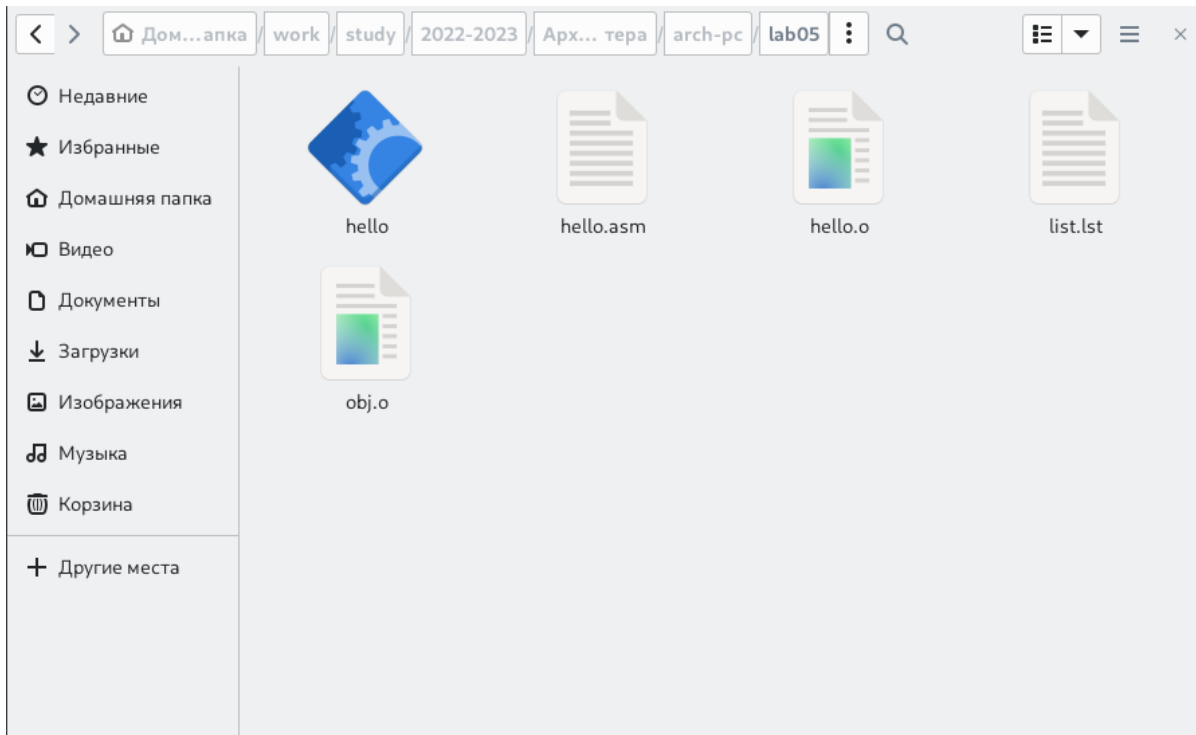 Дом...апка / work / study / 2022-2023 / Арх... тера / arch-pc / lab05
Недавние
Избранные
Домашняя папка
Видео
Документы
Загрузки
Изображения
Музыка
Корзина
Другие места
hello
hello.asm
hello.o
list.lst
obj.o